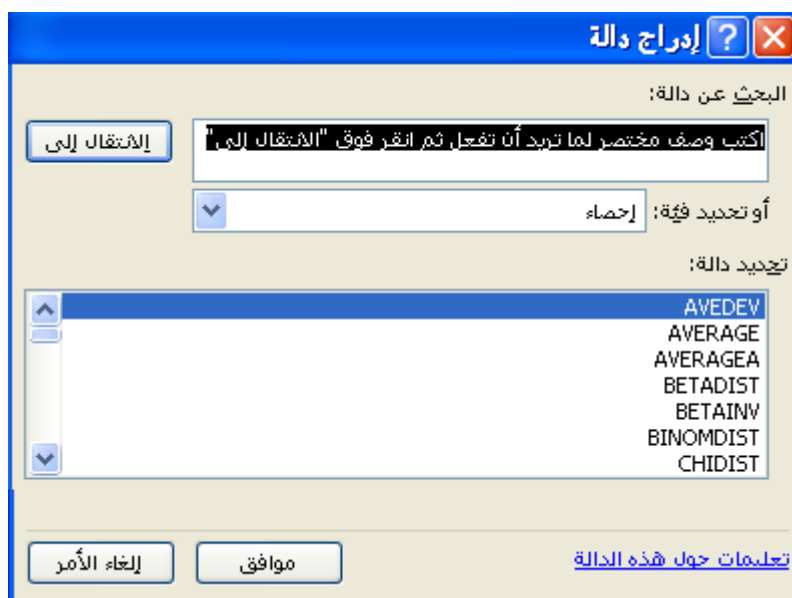 إدراج دالة
البحث عن دالة:
اكتب وصف مختصر لما تريد أن تفعل ثم انقر فوق "الانتقال إلى"
الانتقال إلى
أو تحديد فئة: إحصاء
تحديد دالة:
AVEDEV
AVERAGE
AVERAGEA
BETADIST
BETAINV
BINOMDIST
CHIDIST
تعليمات حول هذه الدالة
موافق
إلغاء الأمر